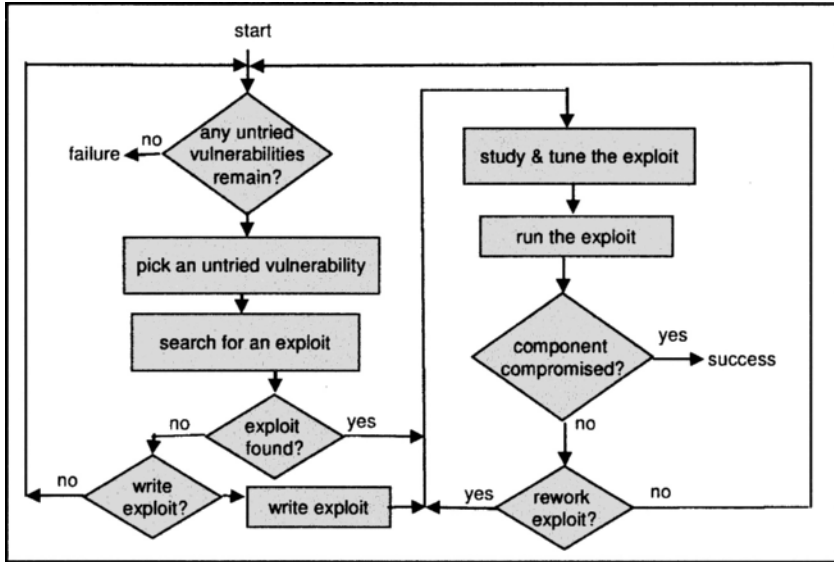 start
no
any untried
vulnerabilities
remain?
failure
pick an untried vulnerability
search for an exploit
no
exploit
found?
yes
no
write
exploit?
write exploit
study & tune the exploit
run the exploit
component
compromised?
yes
success
no
yes
rework
exploit?
no